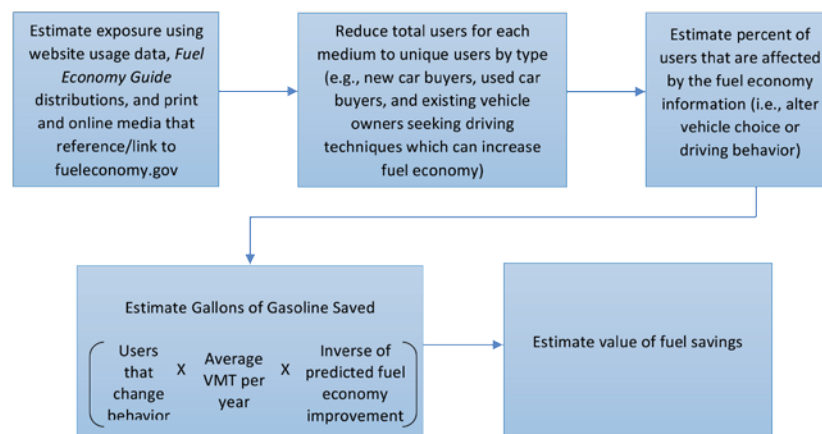 Estimate exposure using
website usage data, Fuel
Economy Guide
distributions, and print
and online media that
reference/link to
fueleconomy.gov
Reduce total users for each
medium to unique users by type
(e.g., new car buyers, used car
buyers, and existing vehicle
owners seeking driving
techniques which can increase
fuel economy)
Estimate percent of
users that are affected
by the fuel economy
information (i.e., alter
vehicle choice or
driving behavior)
Estimate Gallons of Gasoline Saved
Users
that
change
behavior
X
Average
VMT per
year
X
Inverse of
predicted fuel
economy
improvement
Estimate value of fuel savings